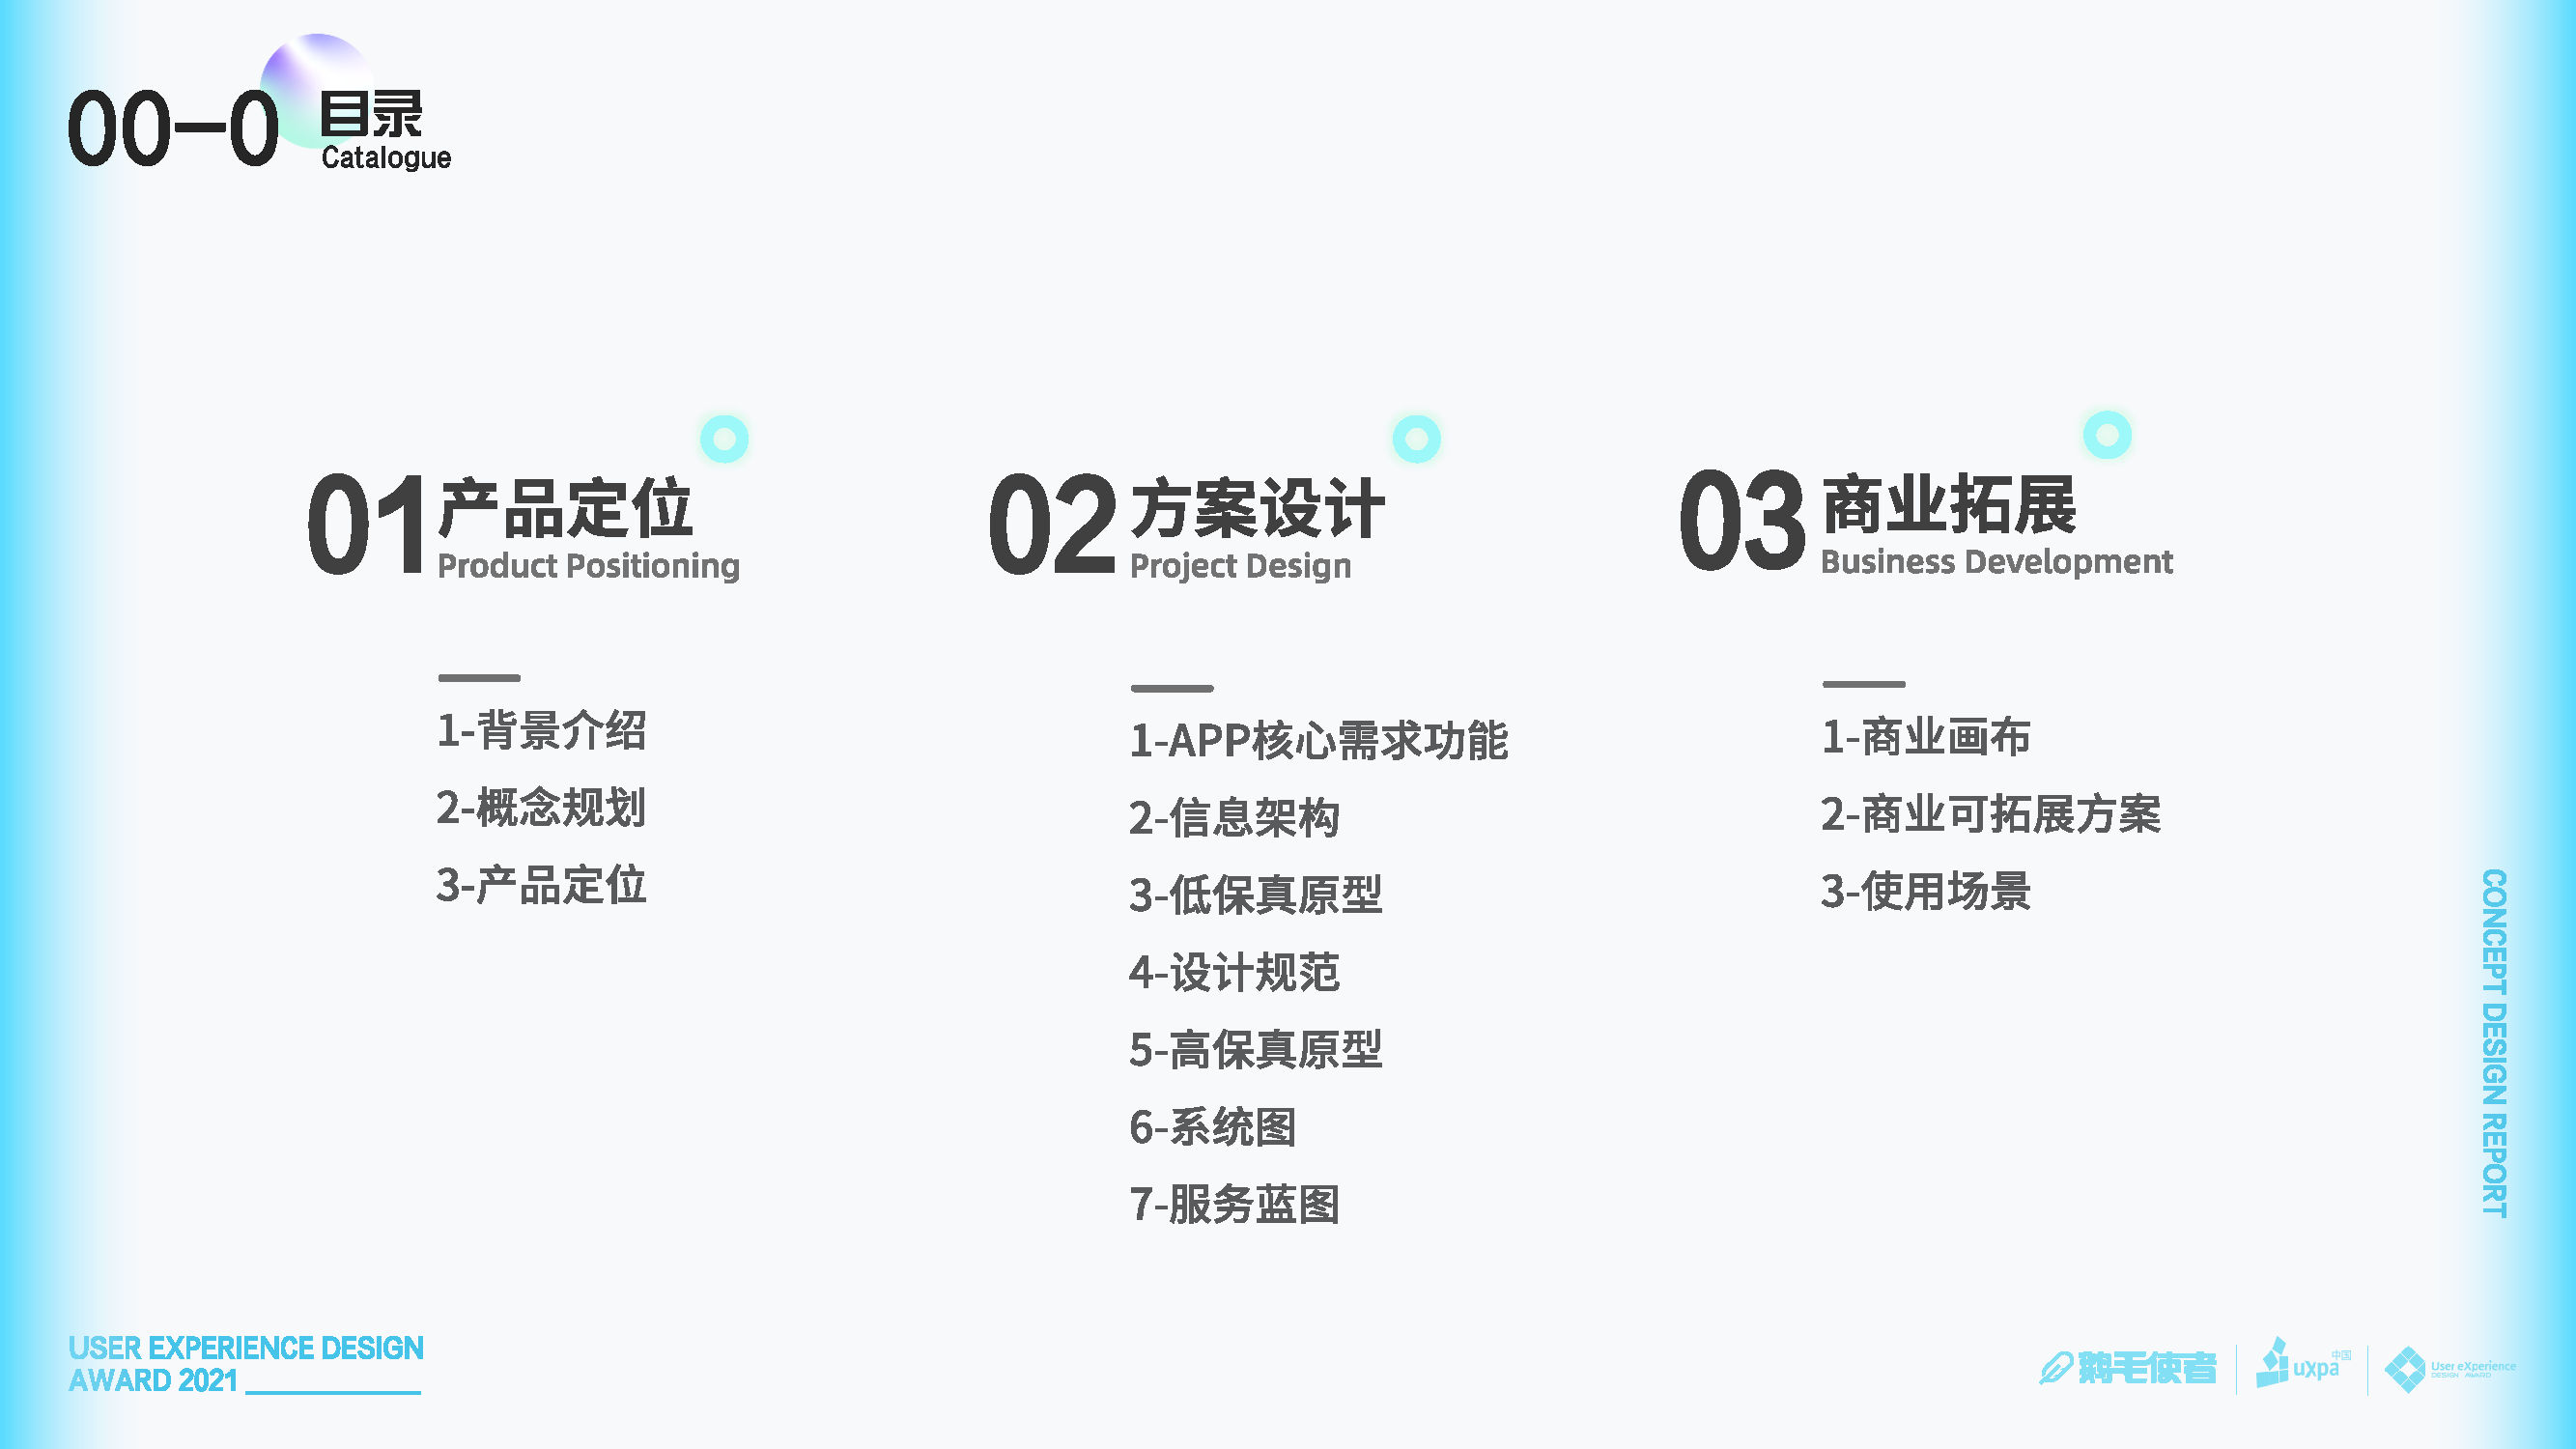 00-0
目录
Catalogue
01
产品定位
Product Positioning
1-背景介绍
2-概念规划
3-产品定位
02
方案设计
Project Design
1-APP核心需求功能
2-信息架构
3-低保真原型
4-设计规范
5-高保真原型
6-系统图
7-服务蓝图
03
商业拓展
Business Development
1-商业画布
2-商业可拓展方案
3-使用场景
CONCEPT DESIGN REPORT
USER EXPERIENCE DESIGN
AWARD 2021
鹅毛使者
uxpa中国
User eXperience
DESIGN AWARD